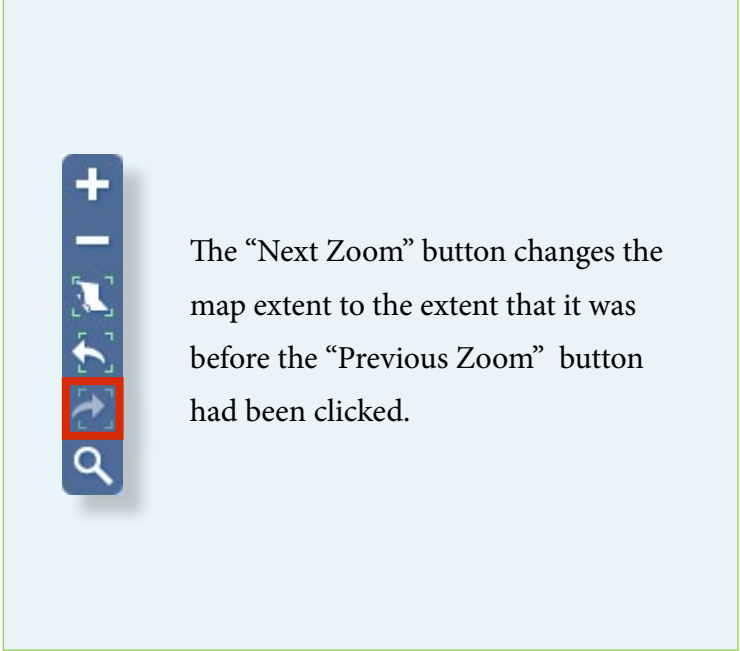 The “Next Zoom” button changes the
map extent to the extent that it was
before the “Previous Zoom”  button
had been clicked.